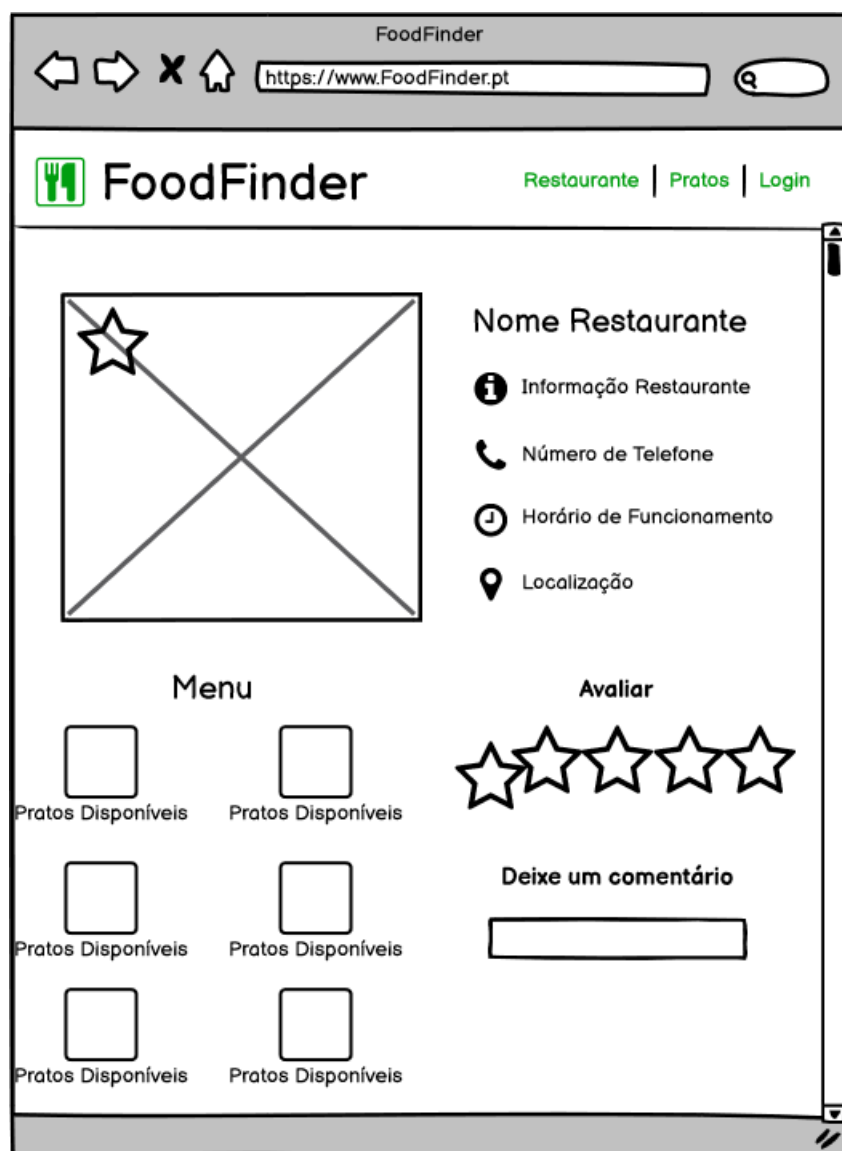 FoodFinder
https://www.FoodFinder.pt
FoodFinder
Restaurante | Pratos | Login
Nome Restaurante
Informação Restaurante
Número de Telefone
Horário de Funcionamento
Localização
Menu
Pratos Disponíveis
Pratos Disponíveis
Pratos Disponíveis
Pratos Disponíveis
Pratos Disponíveis
Pratos Disponíveis
Avaliar
Deixe um comentário